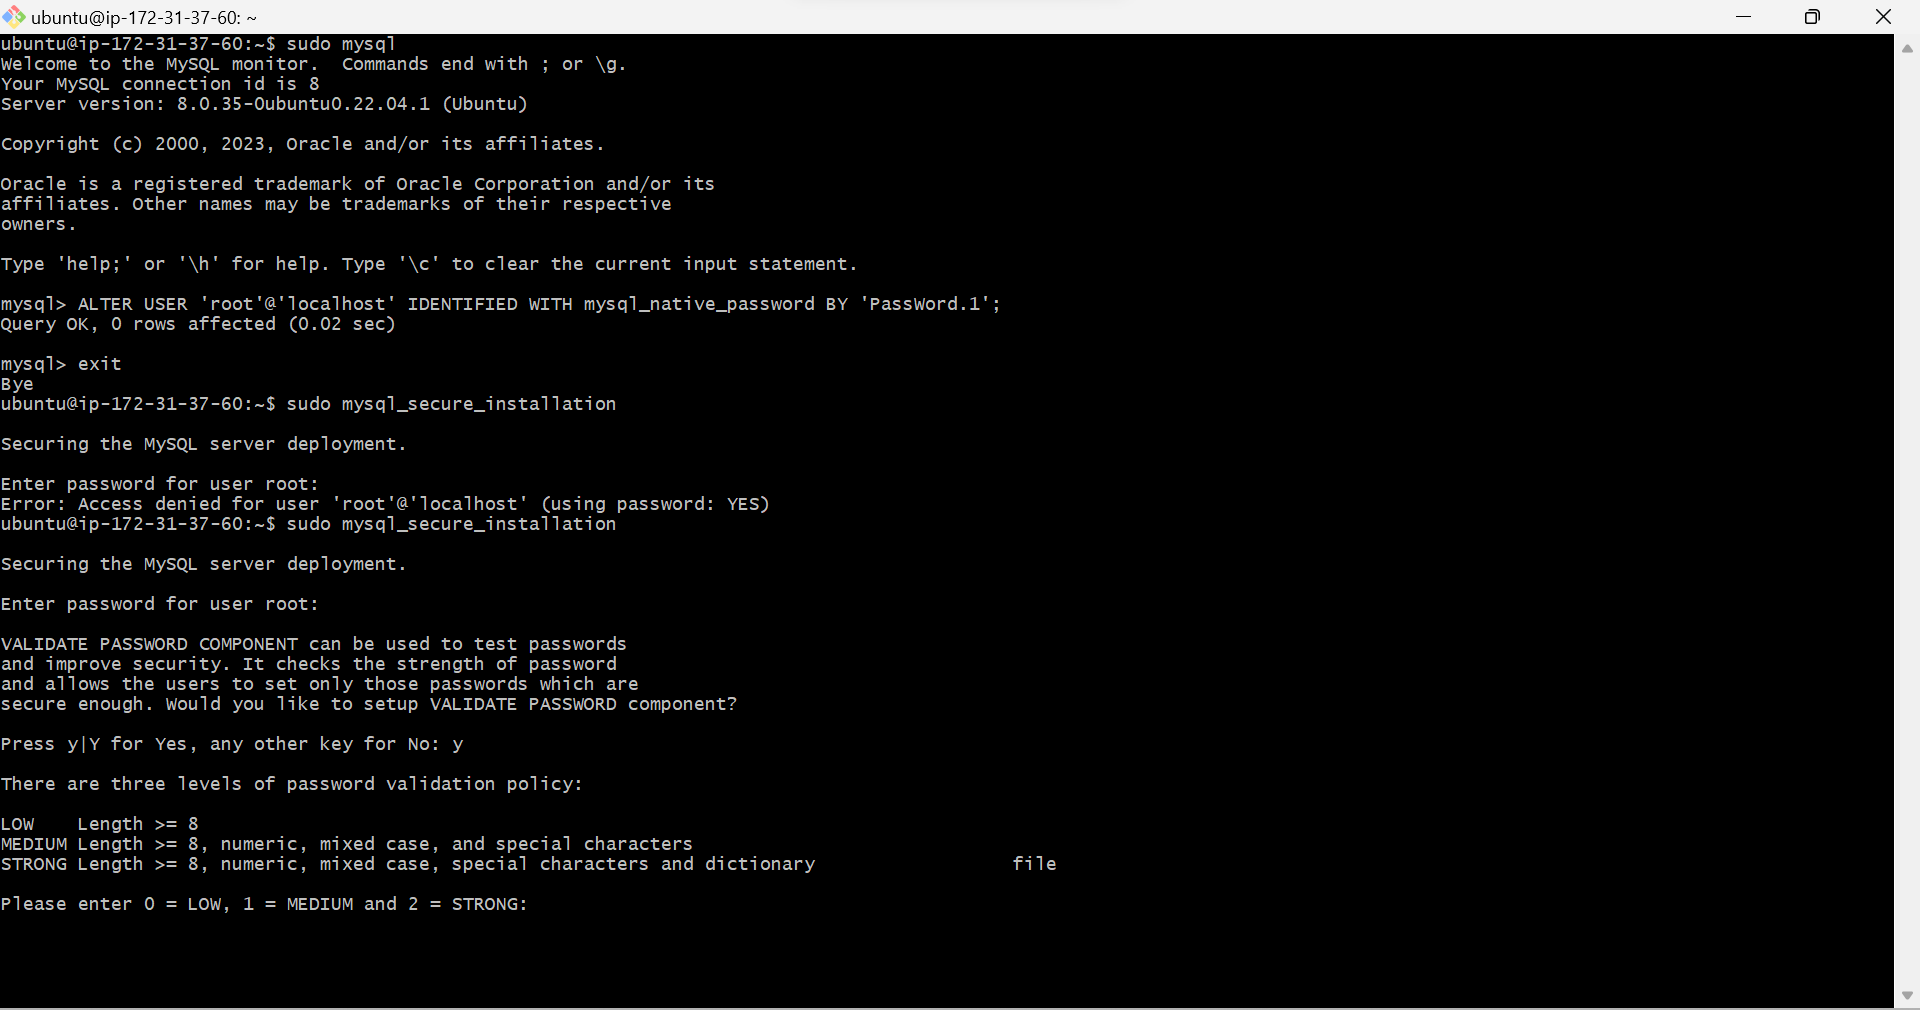 ubuntu@ip-172-31-37-60: ~
ubuntu@ip-172-31-37-60:~$ sudo mysql
Welcome to the MySQL monitor.  Commands end with ; or \g.
Your MySQL connection id is 8
Server version: 8.0.35-0ubuntu0.22.04.1 (Ubuntu)
Copyright (c) 2000, 2023, Oracle and/or its affiliates.
Oracle is a registered trademark of Oracle Corporation and/or its
affiliates. Other names may be trademarks of their respective
owners.
Type 'help;' or '\h' for help. Type '\c' to clear the current input statement.
mysql> ALTER USER 'root'@'localhost' IDENTIFIED WITH mysql_native_password BY 'PassWord.1';
Query OK, 0 rows affected (0.02 sec)
mysql> exit
Bye
ubuntu@ip-172-31-37-60:~$ sudo mysql_secure_installation
Securing the MySQL server deployment.
Enter password for user root:
Error: Access denied for user 'root'@'localhost' (using password: YES)
ubuntu@ip-172-31-37-60:~$ sudo mysql_secure_installation
Securing the MySQL server deployment.
Enter password for user root:
VALIDATE PASSWORD COMPONENT can be used to test passwords
and improve security. It checks the strength of password
and allows the users to set only those passwords which are
secure enough. Would you like to setup VALIDATE PASSWORD component?
Press y|Y for Yes, any other key for No: y
There are three levels of password validation policy:
LOW    Length >= 8
MEDIUM Length >= 8, numeric, mixed case, and special characters
STRONG Length >= 8, numeric, mixed case, special characters and dictionary                  file
Please enter 0 = LOW, 1 = MEDIUM and 2 = STRONG: